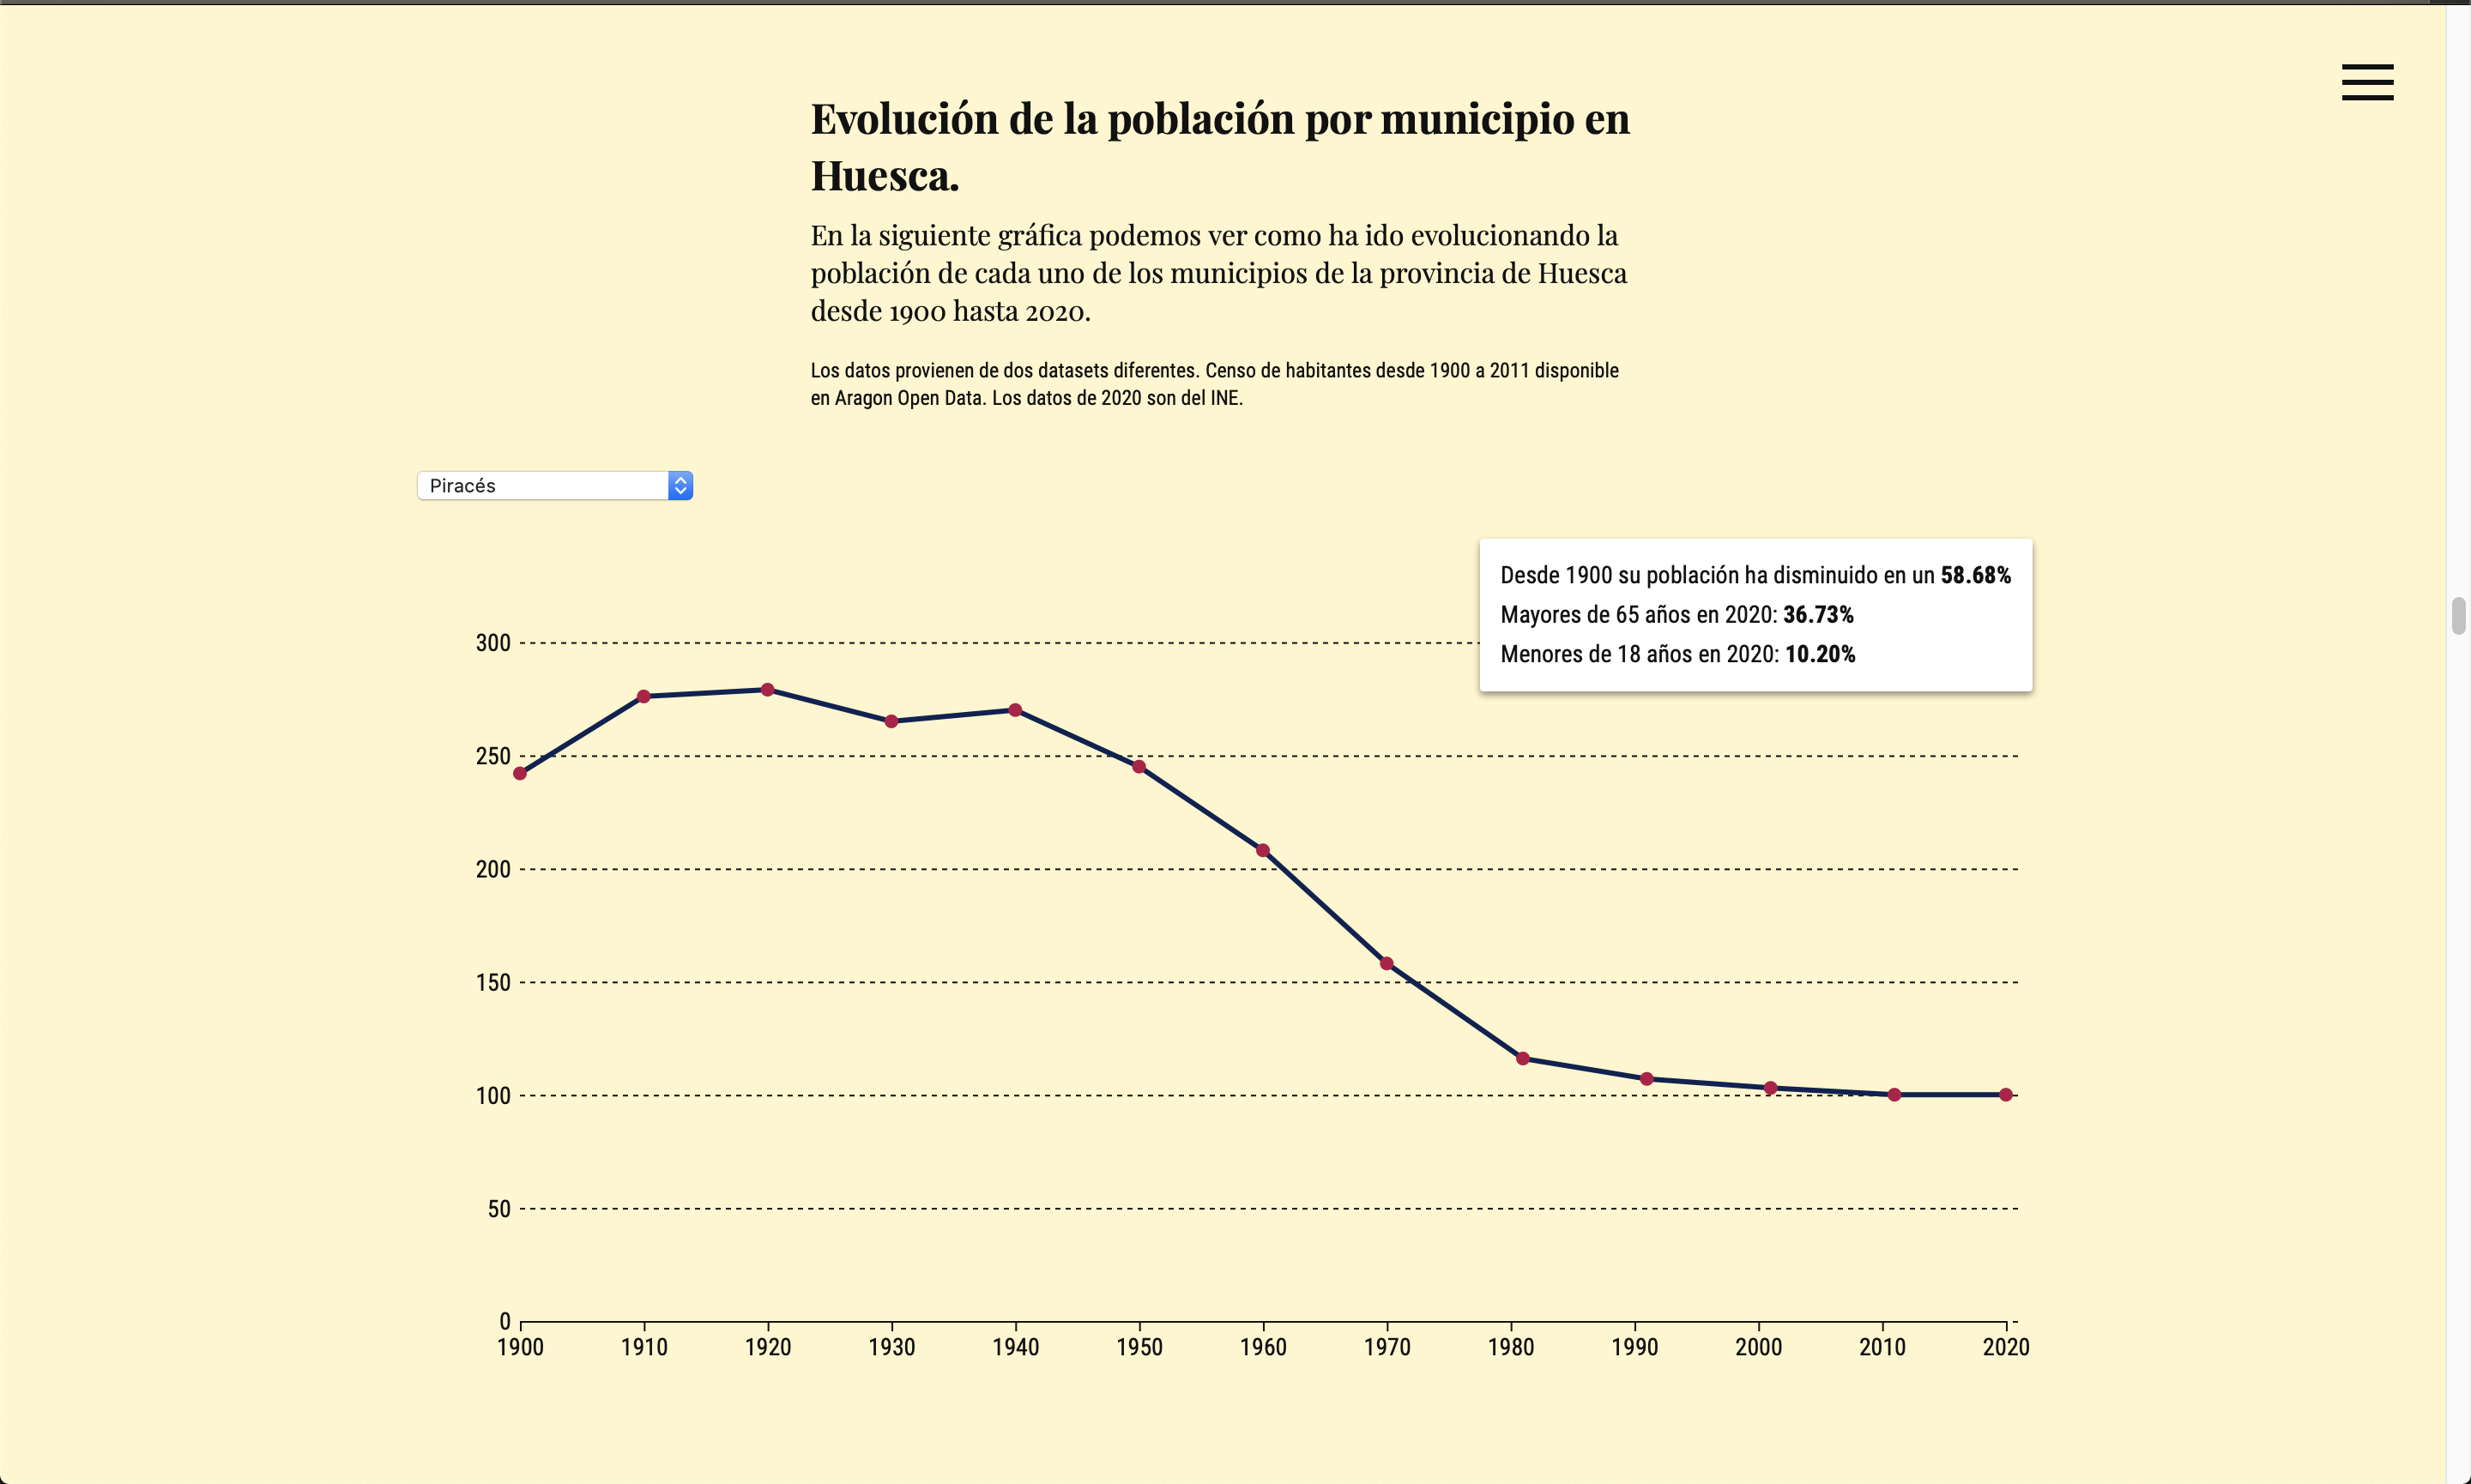 Evolución de la población por municipio en
Huesca.
En la siguiente gráfica podemos ver como ha ido evolucionando la
población de cada uno de los municipios de la provincia de Huesca
desde 1900 hasta 2020.
Los datos provienen de dos datasets diferentes. Censo de habitantes desde 1900 a 2011 disponible
en Aragon Open Data. Los datos de 2020 son del INE.
Piracés
Desde 1900 su población ha disminuido en un 58.68%
Mayores de 65 años en 2020: 36.73%
Menores de 18 años en 2020: 10.20%
300
250
200
150
100
50
0
1900 1910 1920 1930 1940 1950 1960 1970 1980 1990 2000 2010 2020